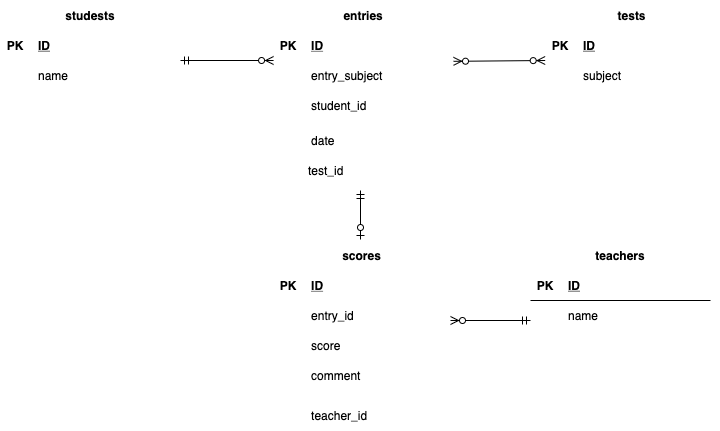 students
PK ID
name
entries
PK ID
entry_subject
student_id
date
test_id
tests
PK ID
subject
scores
PK ID
entry_id
score
comment
teacher_id
teachers
PK ID
name